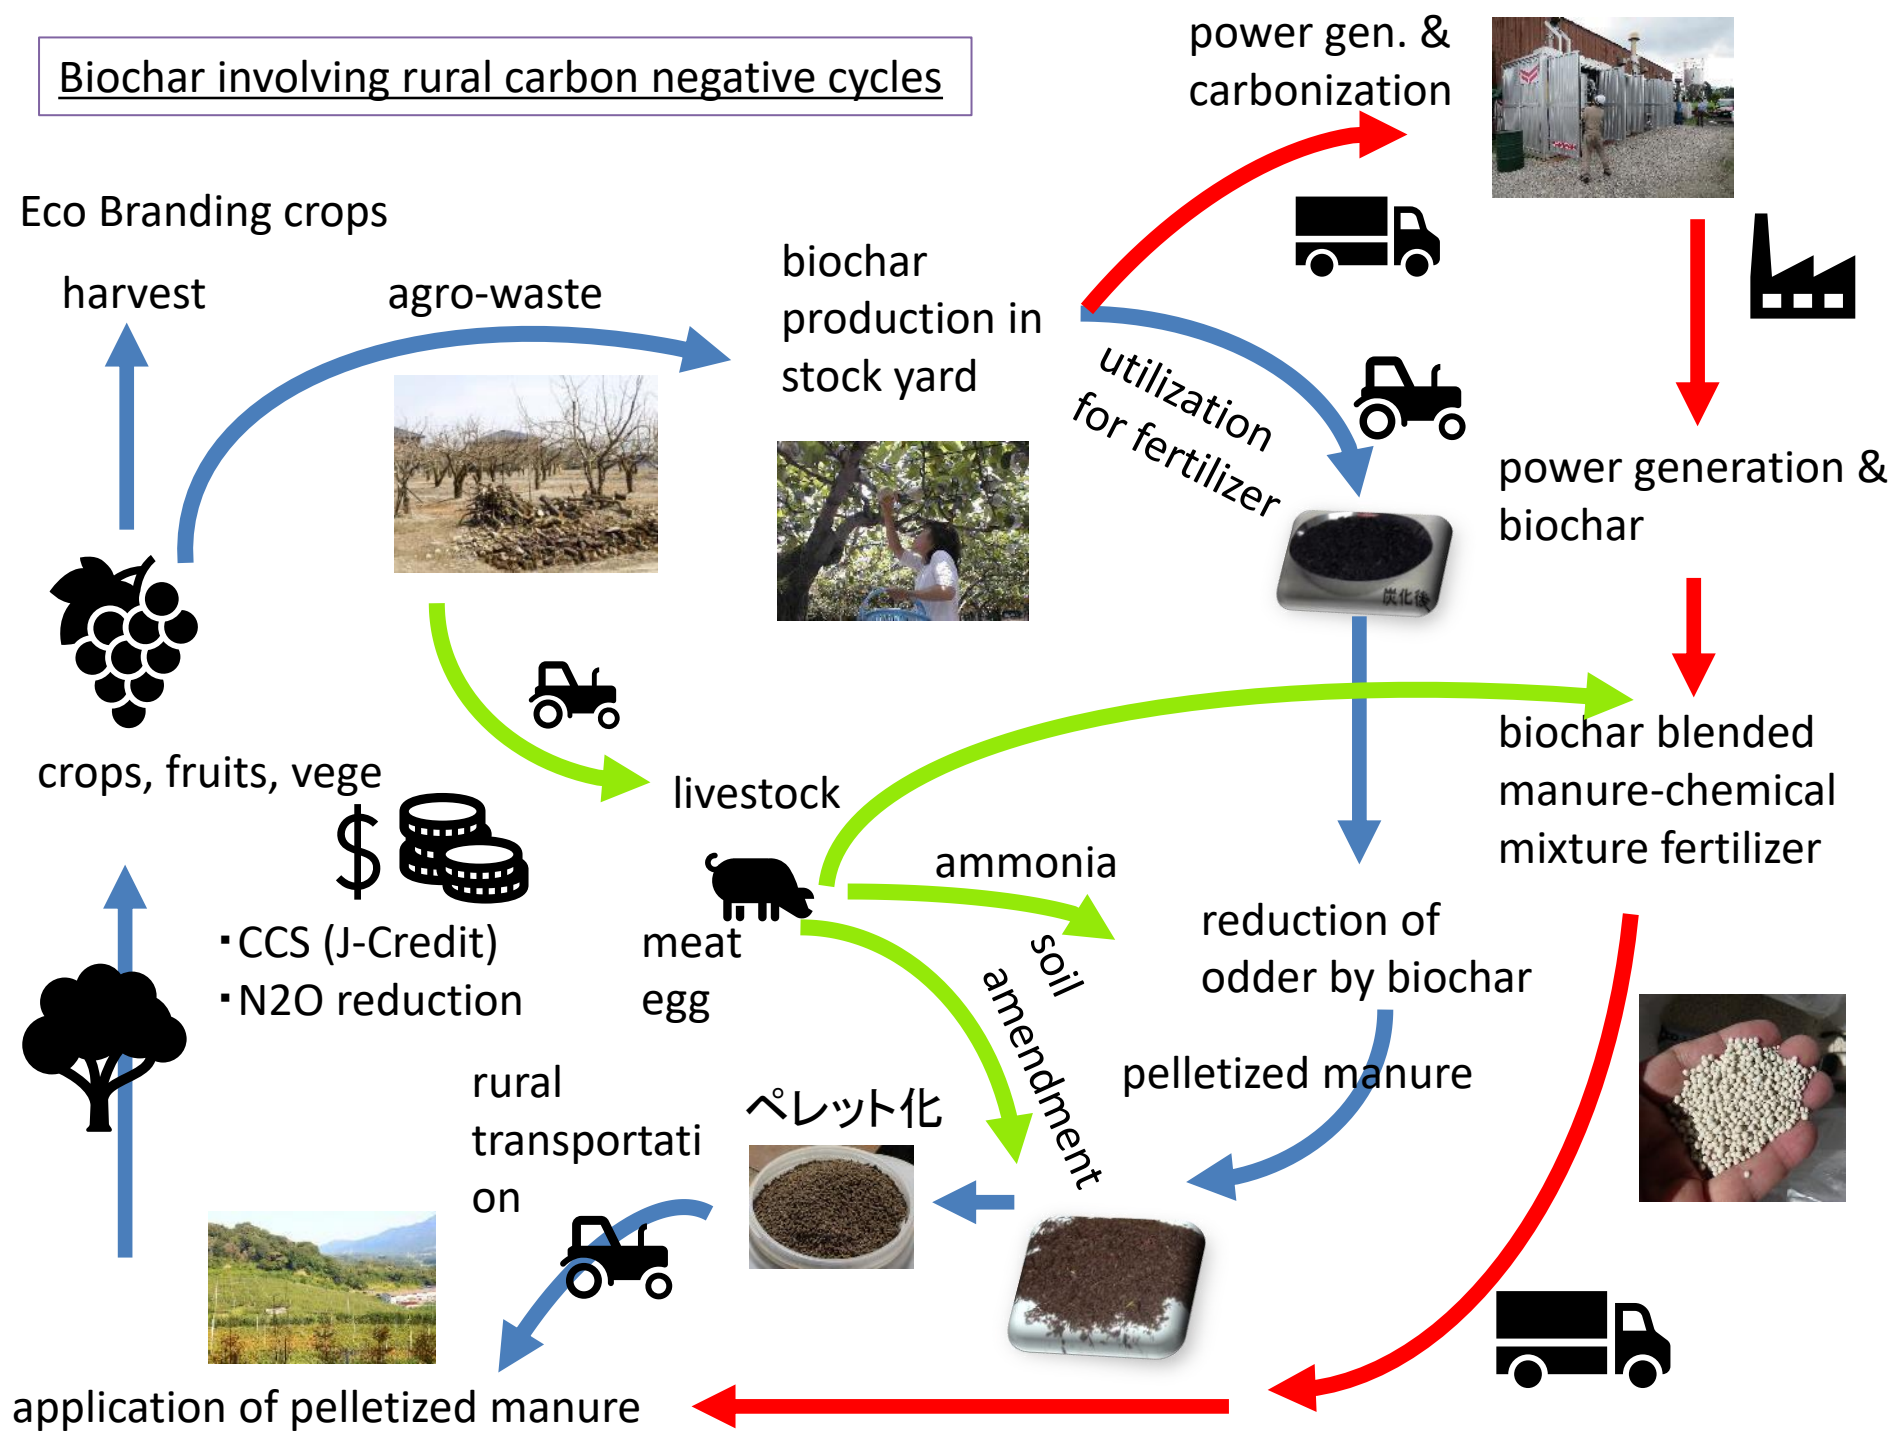 Biochar involving rural carbon negative cycles
power gen. &
carbonization
Eco Branding crops
harvest
agro-waste
biochar
production in
stock yard
utilization
for fertilizer
power generation &
biochar
炭化後
crops, fruits, vege
$
livestock
biochar blended
manure-chemical
mixture fertilizer
ammonia
・CCS (J-Credit)
・N2O reduction
meat
egg
soil
amendment
reduction of
odder by biochar
pelletized manure
rural
transportati
on
ペレット化
application of pelletized manure